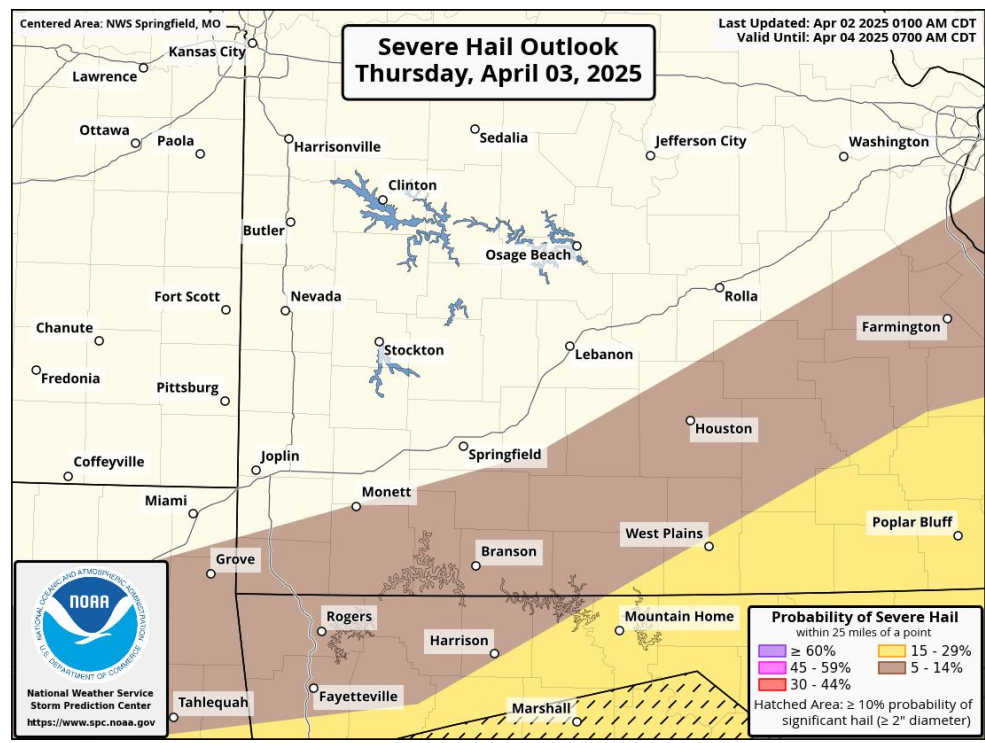 Centered Area: NWS Springfield, MO
Last Updated: Apr 02 2025 0100 AM CDT
Valid Until: Apr 04 2025 0700 AM CDT
Severe Hail Outlook
Thursday, April 03, 2025
Kansas City
Lawrence
Ottawa
Paola
Harrisonville
Sedalia
Jefferson City
Washington
Clinton
Butler
Osage Beach
Fort Scott
Nevada
Rolla
Chanute
Farmington
Stockton
Lebanon
Fredonia
Pittsburg
Houston
Coffeyville
Joplin
Springfield
Miami
Monett
West Plains
Poplar Bluff
Grove
Branson
Rogers
Mountain Home
Harrison
Tahlequah
Fayetteville
Marshall
NATIONAL OCEANIC AND ATMOSPHERIC ADMINISTRATION
NOAA
U.S. DEPARTMENT OF COMMERCE
National Weather Service
Storm Prediction Center
https://www.spc.noaa.gov
Probability of Severe Hail
within 25 miles of a point
≥ 60%
15 - 29%
45 - 59%
5 - 14%
30 - 44%
Hatched Area: ≥ 10% probability of
significant hail (≥ 2" diameter)